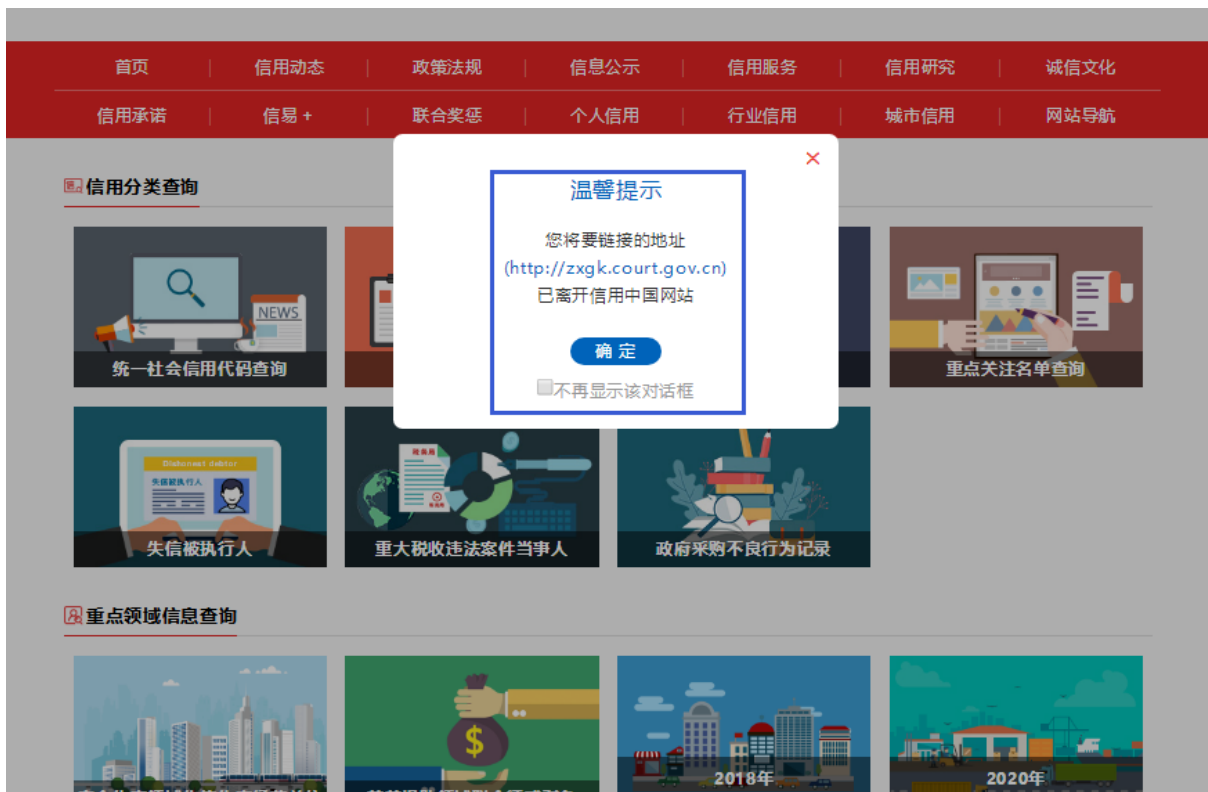 首页
信用动态
政策法规
信息公示
信用服务
信用研究
诚信文化
信用承诺
信易+
联合奖惩
个人信用
行业信用
城市信用
网站导航
信用分类查询
温馨提示
您将要链接的地址
(http://zxgk.court.gov.cn)
已离开信用中国网站
确定
不再显示该对话框
NEWS
统一社会信用代码查询
重点关注名单查询
Dishonest debtor
失信被执行人
失信被执行人
重大税收违法案件当事人
政府采购不良行为记录
重点领域信息查询
2018年
2020年